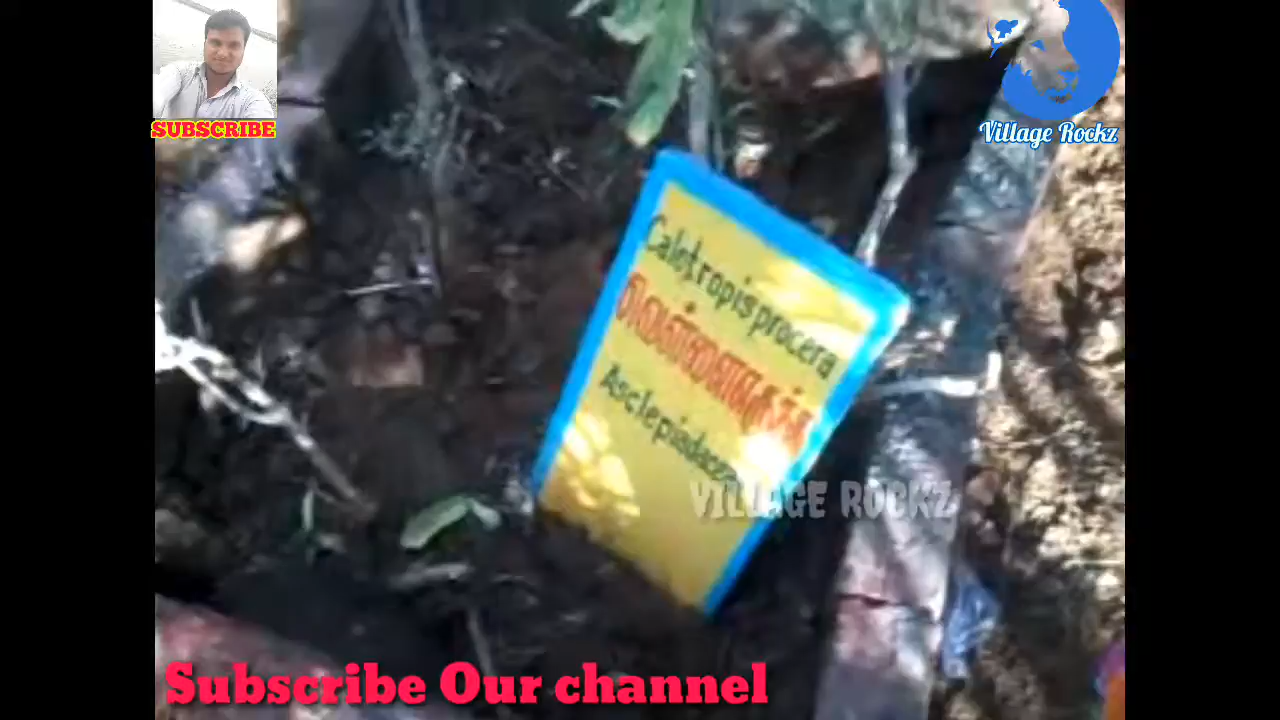 SUBSCRIBE
Village Rockz
Calotropis procera
வெள்ளெருக்கு
Asclepiadaceae
VILLAGE ROCKZ
Subscribe Our channel